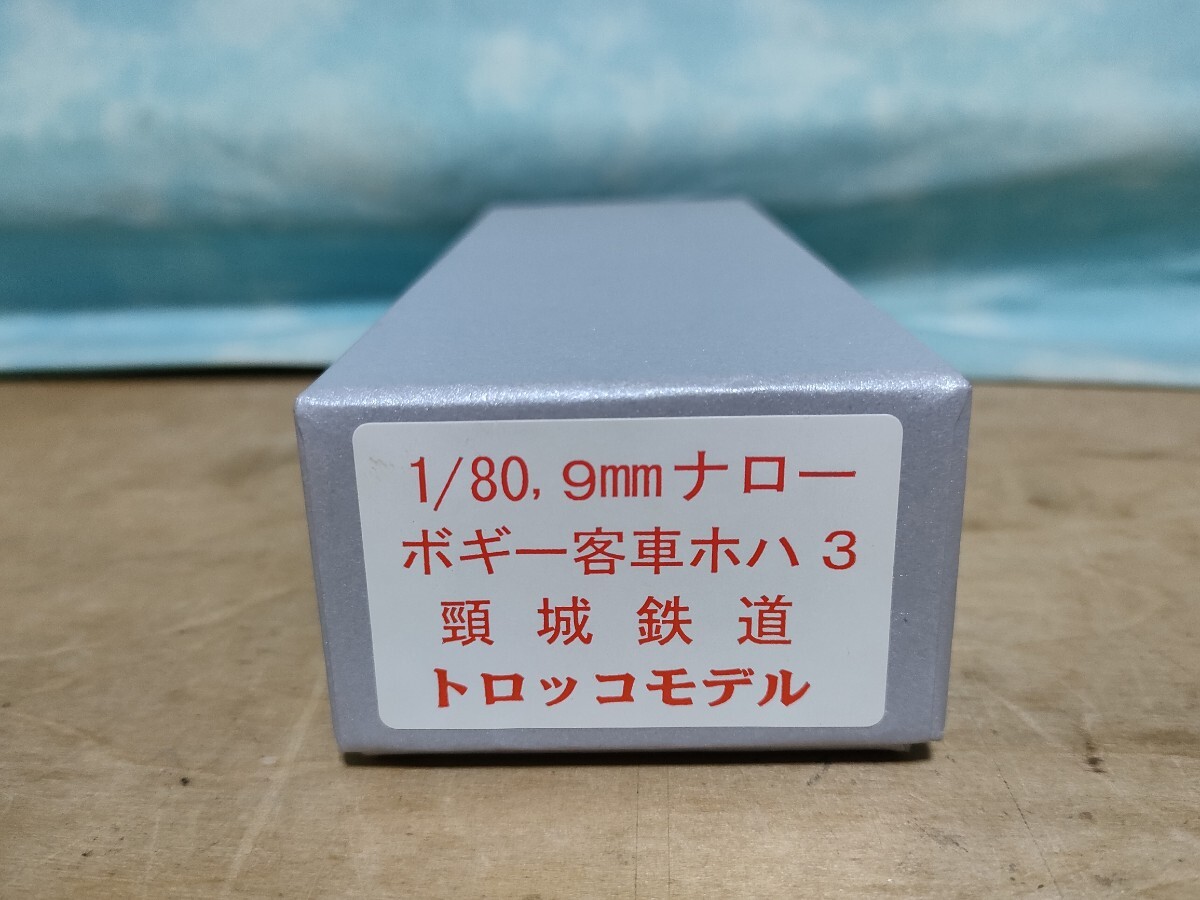 1/80,9mmナロー
ボギー客車ホハ3
頸城鉄道
トロッコモデル